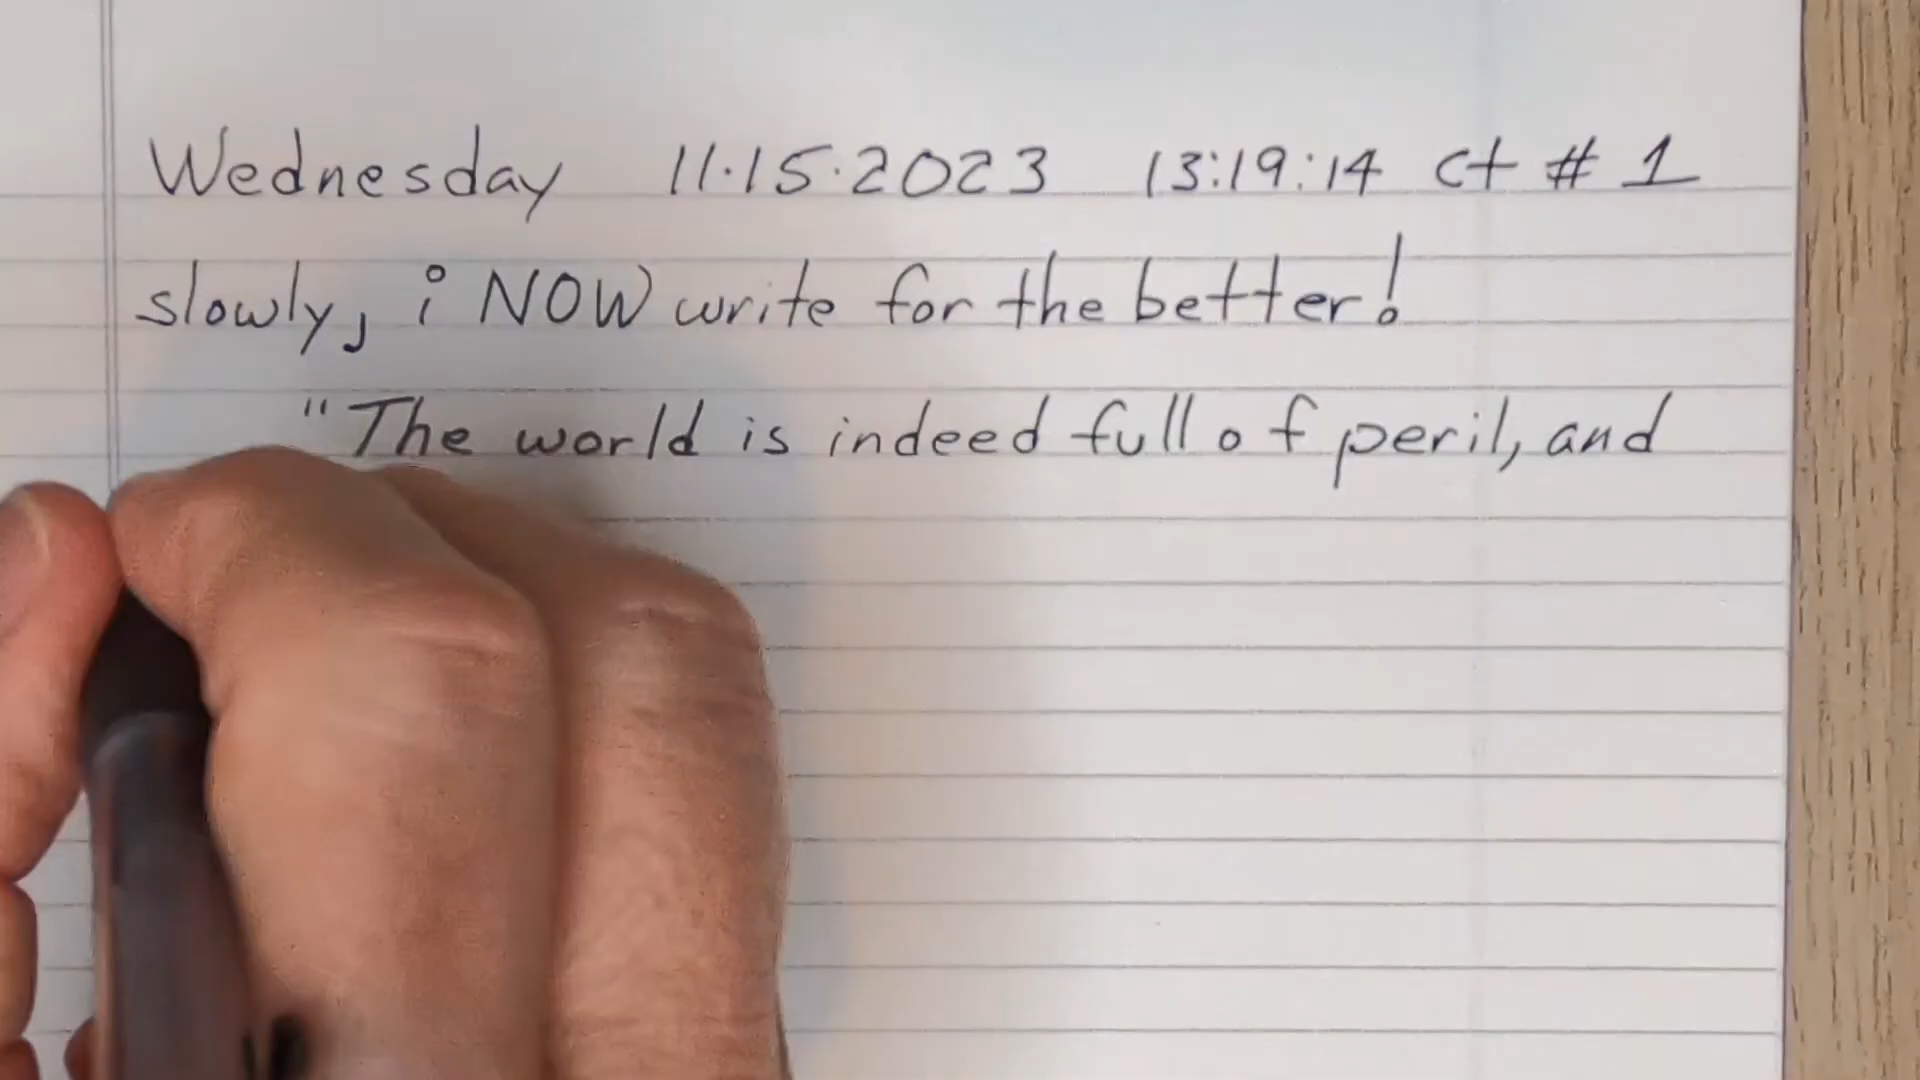 Wednesday 11.15.2023 13:19:14 ct # 1
slowly, i NOW write for the better!
"The world is indeed full of peril, and